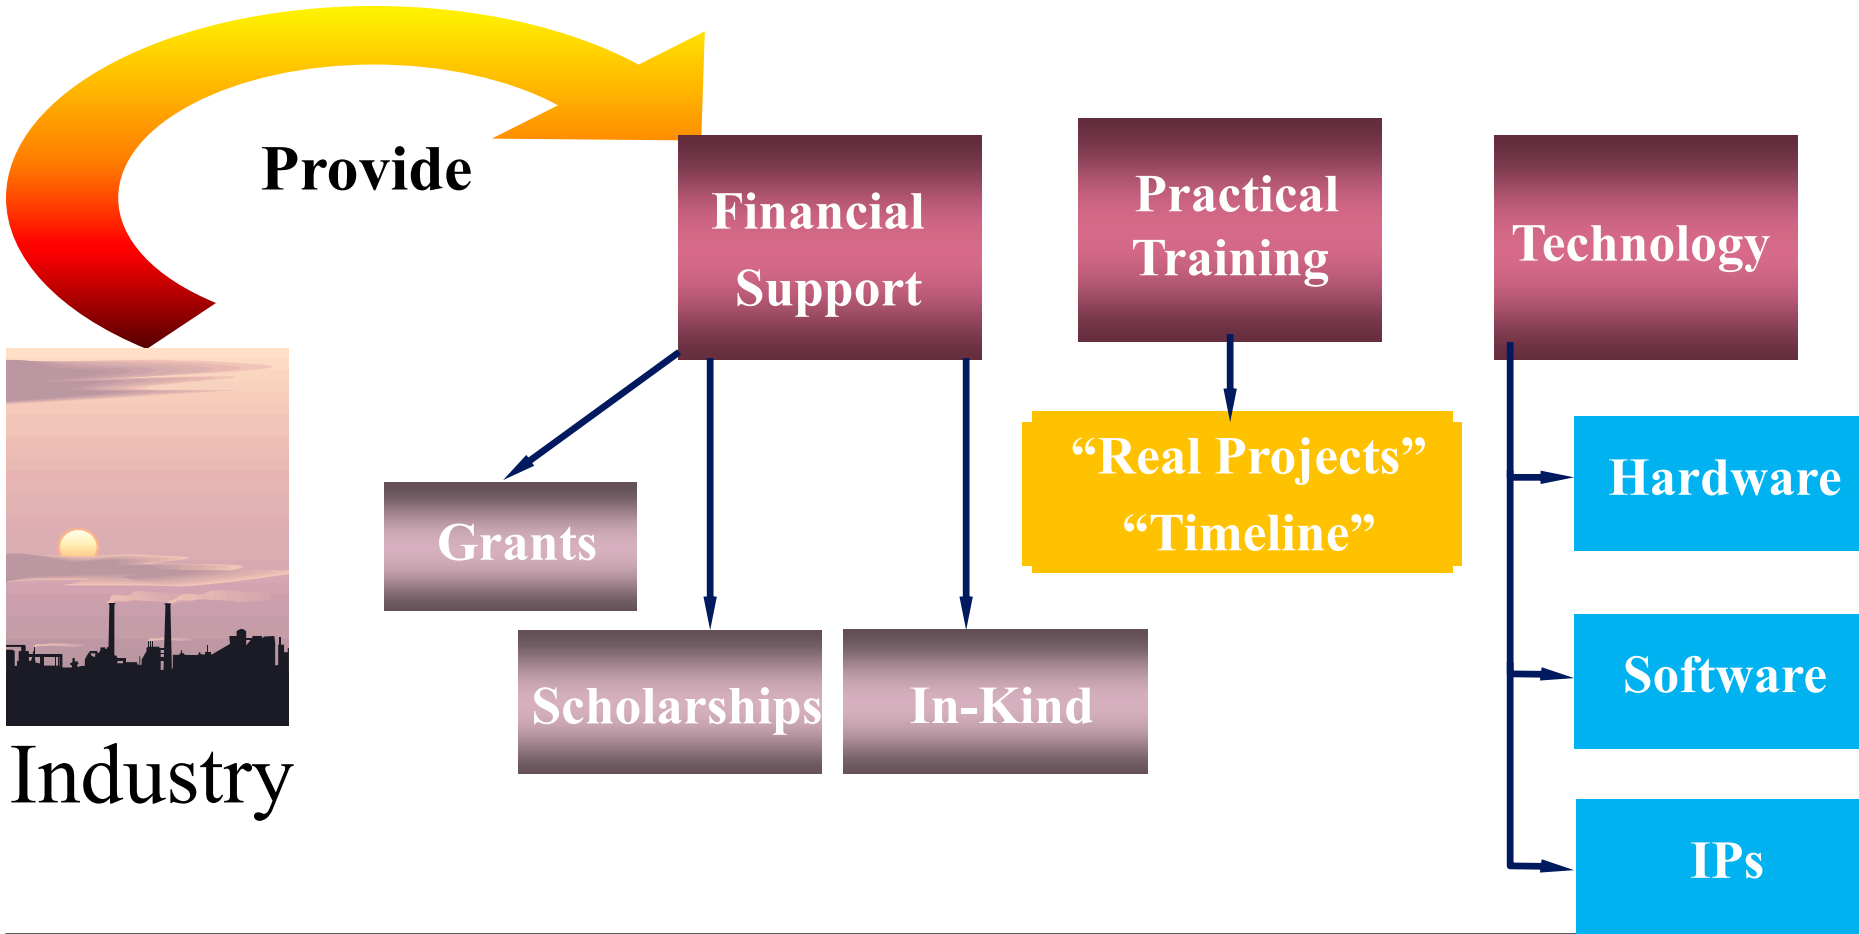 Provide
Financial
Support
Practical
Training
Technology
Grants
Scholarships
In-Kind
“Real Projects”
“Timeline”
Hardware
Software
IPs
Industry